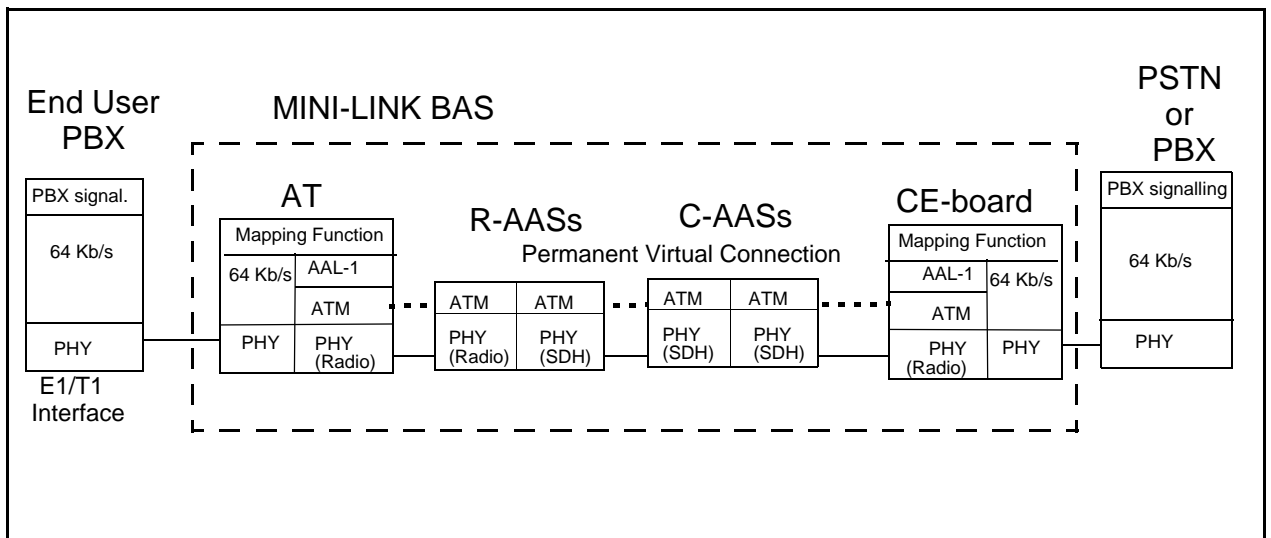 End User
PBX
MINI-LINK BAS
PSTN
or
PBX
PBX signal.
64 Kb/s
PHY
E1/T1
Interface
AT
Mapping Function
64 Kb/s
AAL-1
ATM
PHY
PHY
(Radio)
R-AASs
C-AASs
Permanent Virtual Connection
ATM
ATM
PHY
(Radio)
PHY
(SDH)
ATM
ATM
PHY
(SDH)
PHY
(SDH)
CE-board
Mapping Function
AAL-1
64 Kb/s
ATM
PHY
(Radio)
PHY
PBX signalling
64 Kb/s
PHY